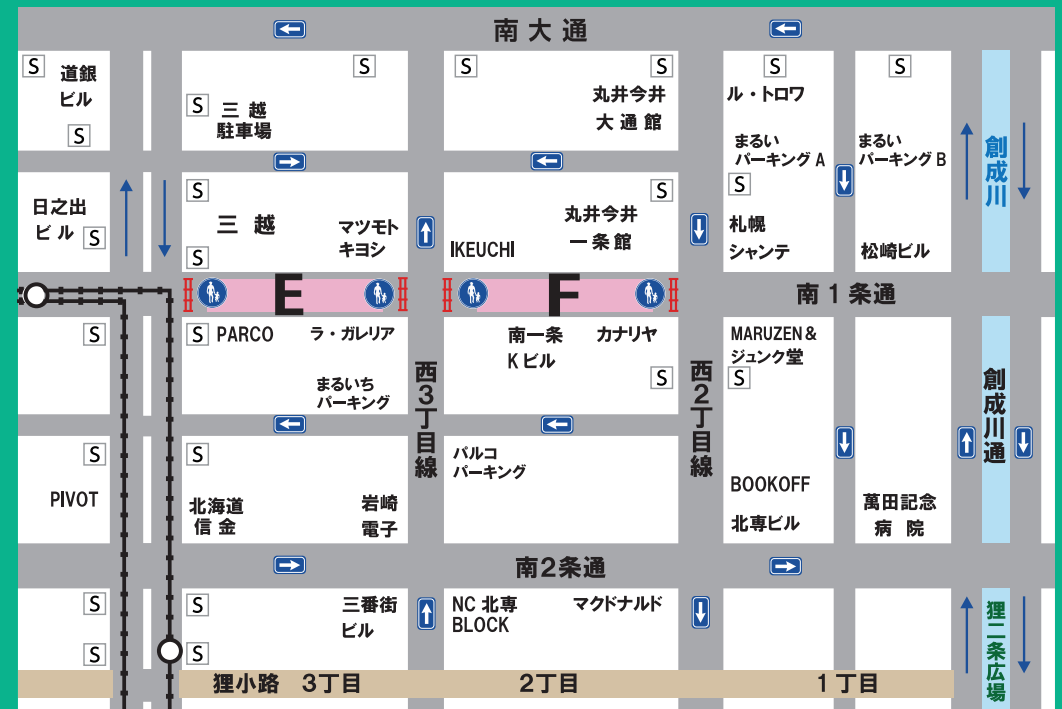 南大通
S
道銀
ビル
S
S
S
三越
駐車場
S
S
丸井今井
大通館
S
ル・トロワ
まるい
パーキングA
S
まるい
パーキングB
創成川
日之出
ビル
S
S
三越
S
マツモト
キヨシ
IKEUCHI
S
丸井今井
一条館
S
札幌
シャンテ
松崎ビル
E
F
南1条通
S
S
PARCO
ラ・ガレリア
まるいち
パーキング
西3丁目線
南一条
Kビル
カナリヤ
S
西2丁目線
MARUZEN&
ジュンク堂
S
創成川通
S
PIVOT
S
北海道
信金
岩崎
電子
パルコ
パーキング
BOOKOFF
北専ビル
萬田記念
病院
南2条通
S
S
S
S
三番街
ビル
NC北専
BLOCK
マクドナルド
狸二条広場
狸小路 3丁目
2丁目
1丁目